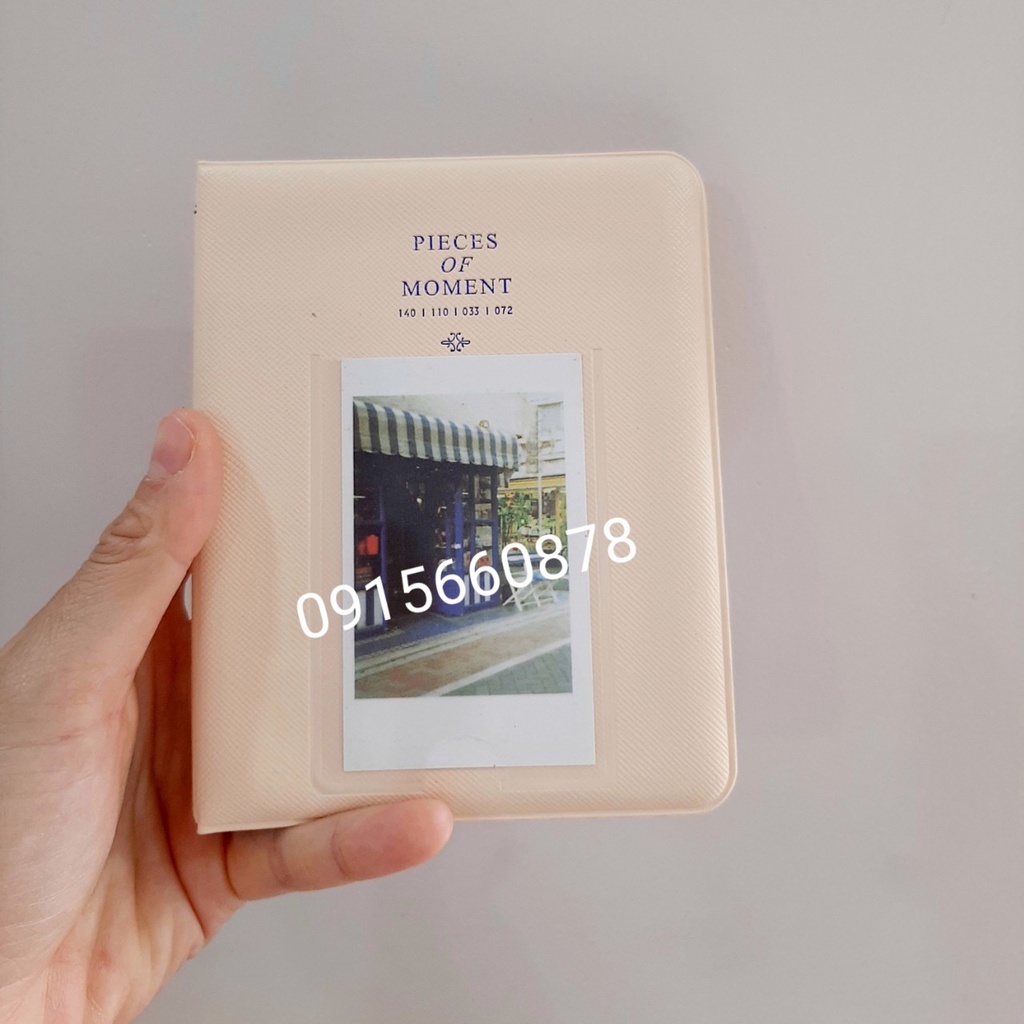 PIECES
OF
MOMENT
140 | 110 | 033 | 072
0915660878